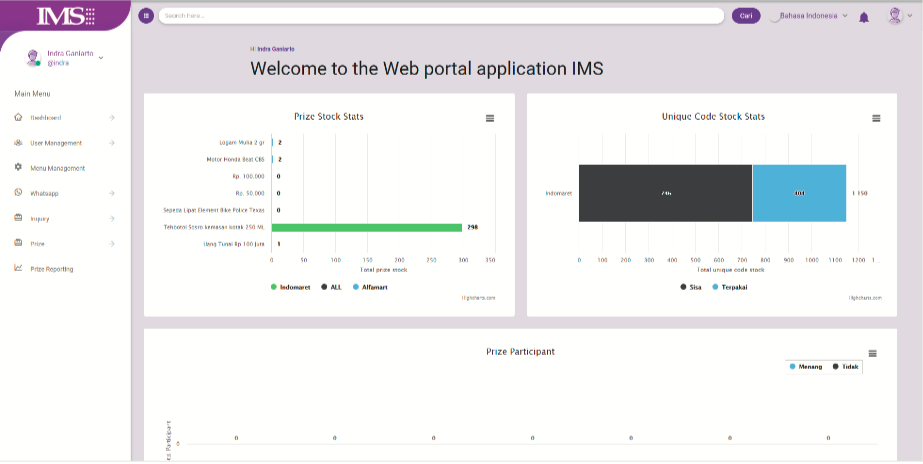 IMS
Search here ..
Cari
Bahasa Indonesia
Indra Ganiarto
@indra
Main Menu
Dashboard
User Management
Menu Management
Whatsapp
Inquiry
Prize
Prize Reporting
Hi Indra Ganiarto
Welcome to the Web portal application IMS
Prize Stock Stats
Logam Mulia 2 gr
2
Motor Honda Beat CBS
2
Rp. 100.000
0
Rp. 50.000
0
Sepeda Lipat Element Bike Police Texas
0
Tehbotol Sosro kemasan kotak 250 ML
298
Uang Tunai Rp 100 Juta
1
0 50 100 150 200 250 300 350
Total prize stock
Indomaret ALL Alfamart
Highcharts.com
Unique Code Stock Stats
Indomaret
746
404
1 150
0 100 200 300 400 500 600 700 800 900 1000 1100 1200 1...
Total unique code stock
Sisa Terpakai
Highcharts.com
Prize Participant
Menang Tidak
Participant
0
0 0 0 0 0 0 0